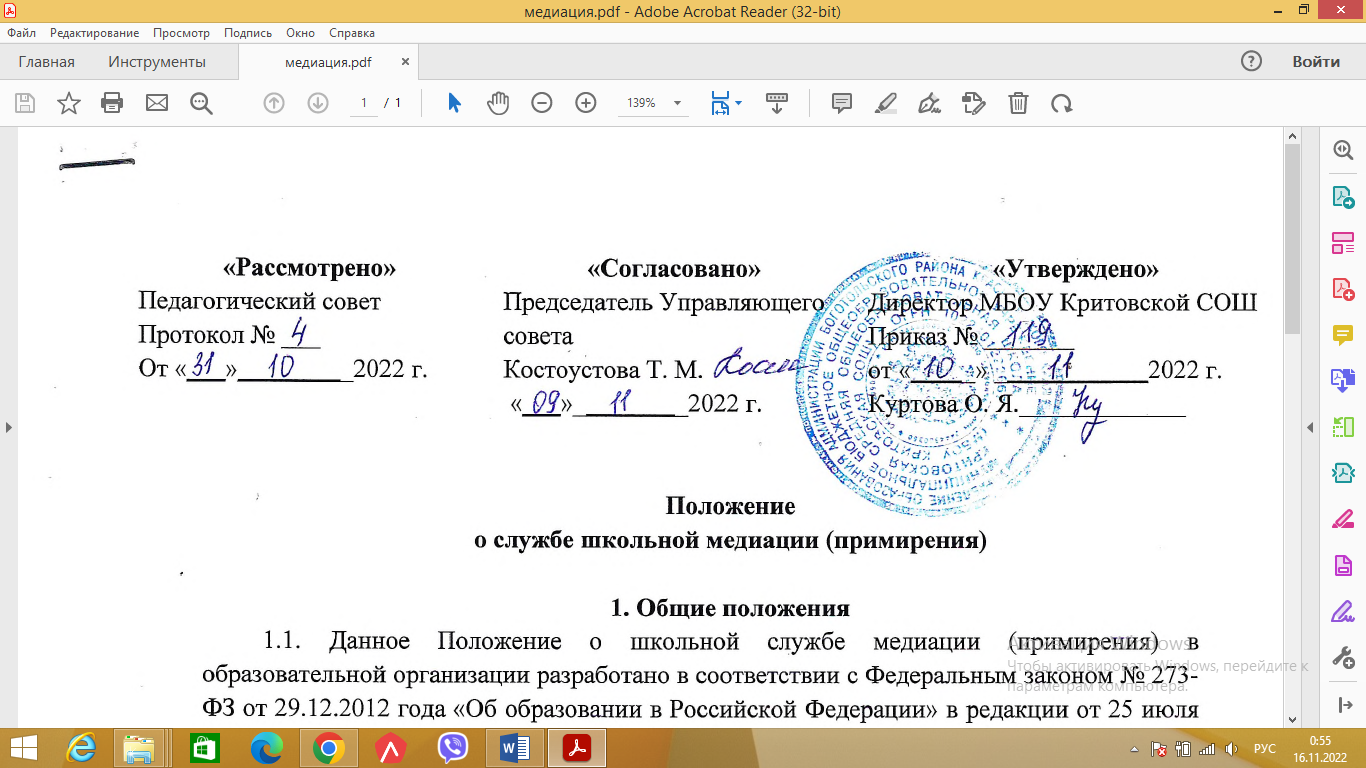 медиация.pdf - Adobe Acrobat Reader (32-bit)
Файл Редактирование Просмотр Подпись Окно Справка
Главная Инструменты медиация.pdf × Войти
1 / 1 139%
«Рассмотрено»
Педагогический совет
Протокол № 4
От «31» 10 2022 г.
«Согласовано»
Председатель Управляющего
совета
Костоустова Т. М.
«09» 11 2022 г.
«Утверждено»
Директор МБОУ Критовской СОШ
Приказ № 119
от «10» 11 2022 г.
Куртова О. Я.
Положение
о службе школьной медиации (примирения)
1. Общие положения
1.1. Данное Положение о школьной службе медиации (примирения) в
образовательной организации разработано в соответствии с Федеральным законом № 273-
ФЗ от 29.12.2012 года «Об образовании в Российской Федерации» в редакции от 25 июля
Windows
Чтобы активировать Windows, перейдите к
параметрам компьютера.
РУС
0:55
16.11.2022